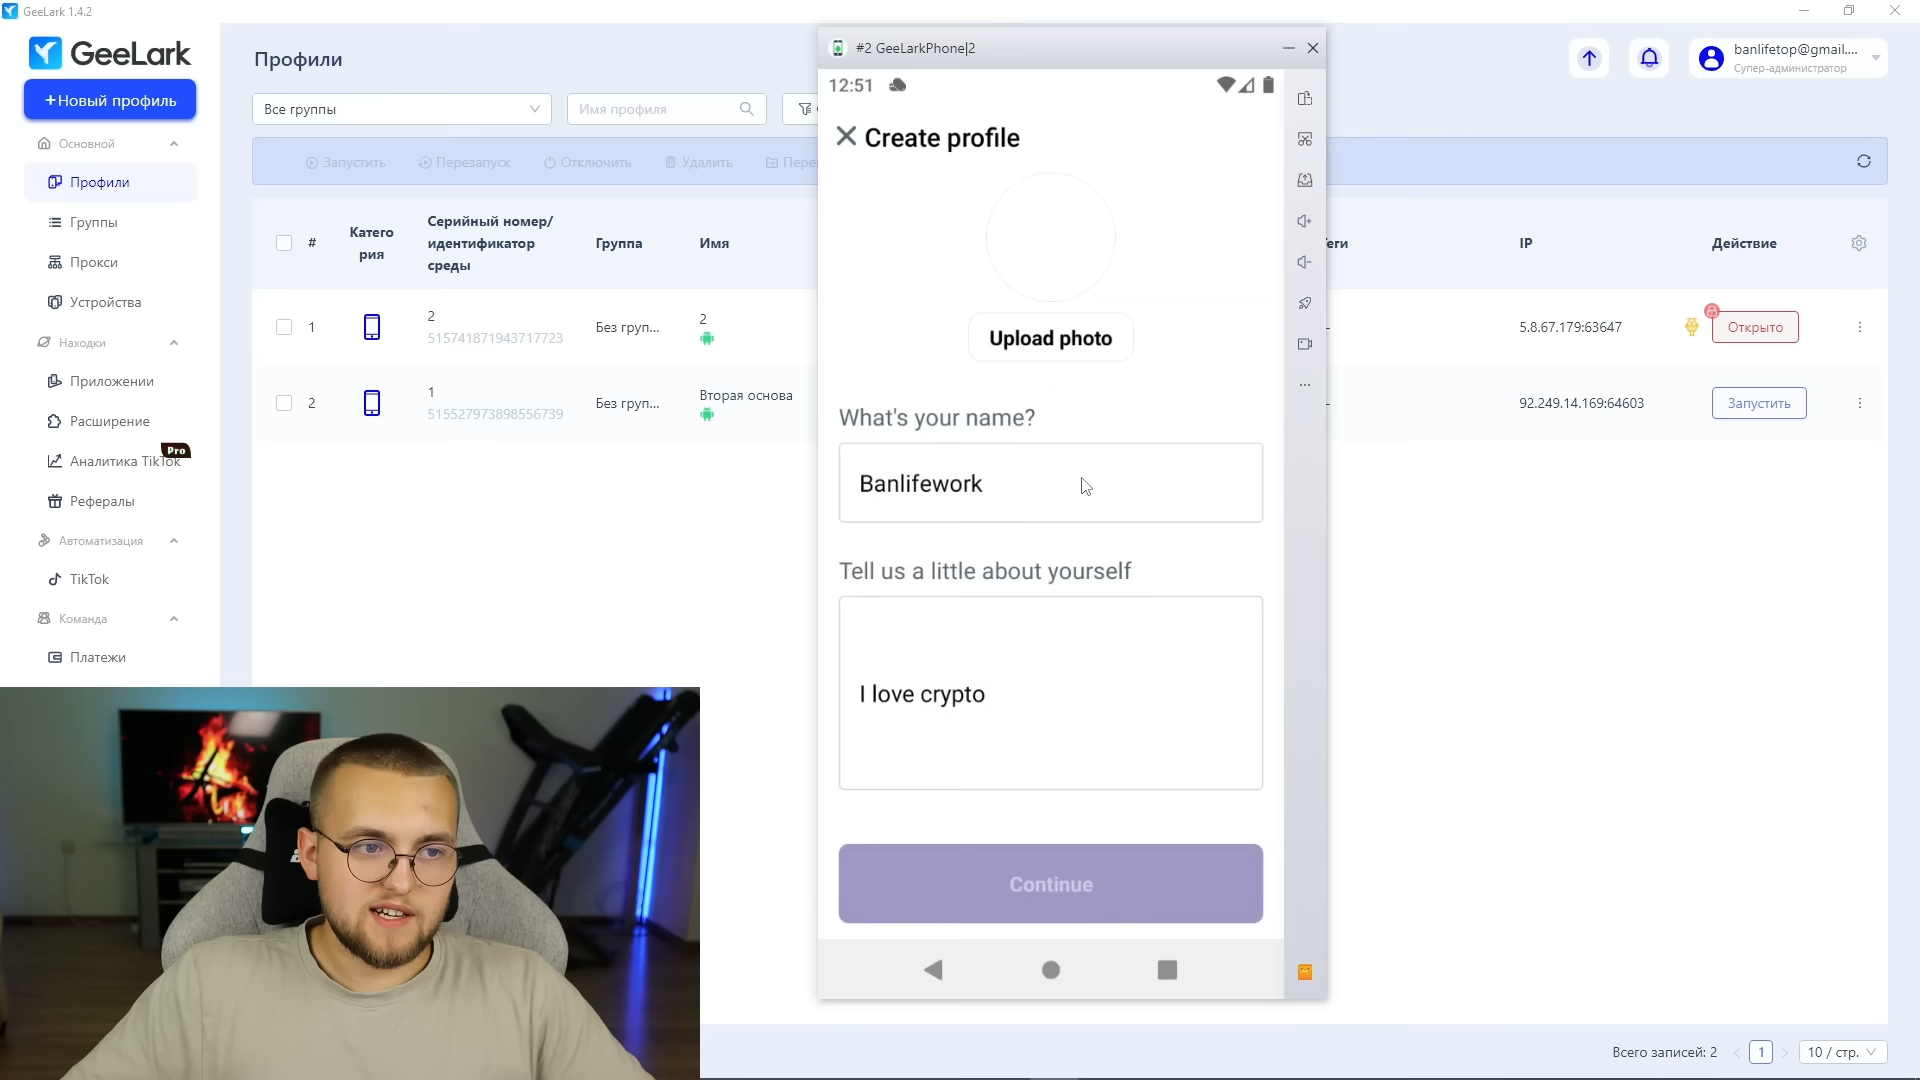 GeeLark 1.4.2
GeeLark
+ Новый профиль
Основной
Профили
Группы
Прокси
Устройства
Находки
Приложении
Расширение
Pro
Аналитика TikTok
Рефералы
Автоматизация
TikTok
Команда
Платежи
Профили
banlifetop@gmail....
Супер-администратор
Все группы
Имя профиля
Запустить
Перезапуск
Отключить
Удалить
#
Катего
рия
Серийный номер/
идентификатор
среды
Группа
Имя
IP
Действие
1
2
515741871943717723
Без груп...
2
-
5.8.67.179:63647
Открыто
2
1
515527973898556739
Без груп...
Вторая основа
-
92.249.14.169:64603
Запустить
#2 GeeLarkPhone|2
12:51
Create profile
Upload photo
What's your name?
Banlifework
Tell us a little about yourself
I love crypto
Continue
Всего записей: 2
1
10 / стр.